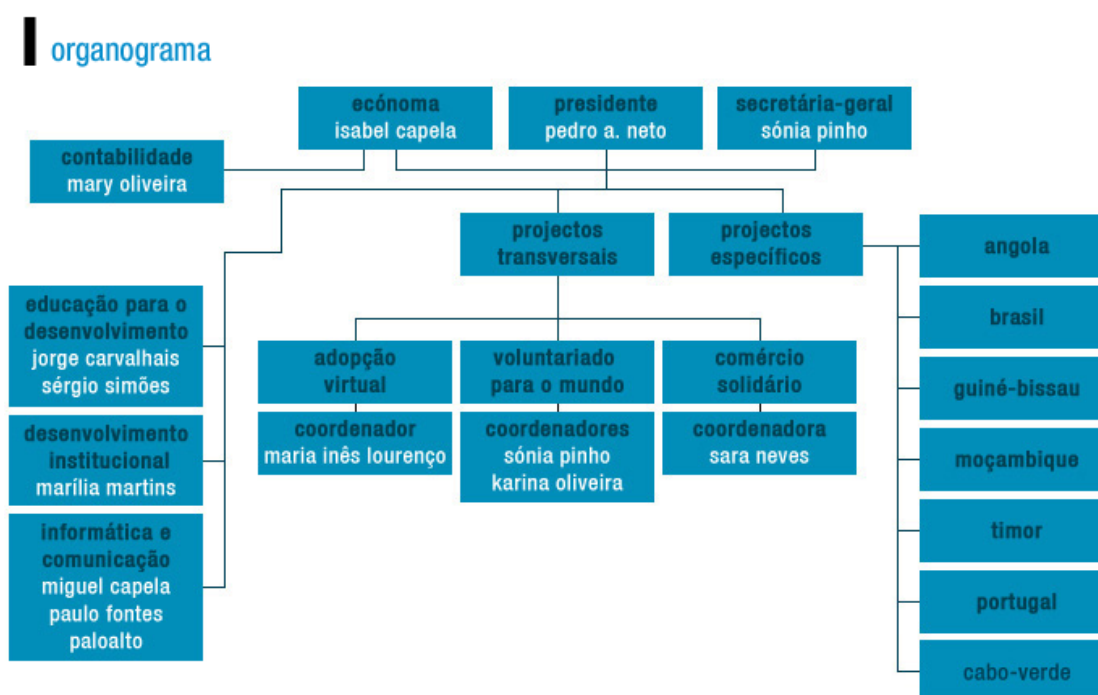 organograma
ecónoma
isabel capela
presidente
pedro a. neto
secretária-geral
sónia pinho
contabilidade
mary oliveira
projectos
transversais
projectos
específicos
angola
brasil
guiné-bissau
moçambique
timor
portugal
cabo-verde
educação para o
desenvolvimento
jorge carvalhais
sérgio simões
desenvolvimento
institucional
marília martins
informática e
comunicação
miguel capela
paulo fontes
paloalto
adopção
virtual
coordenador
maria inês lourenço
voluntariado
para o mundo
coordenadores
sónia pinho
karina oliveira
comércio
solidário
coordenadora
sara neves